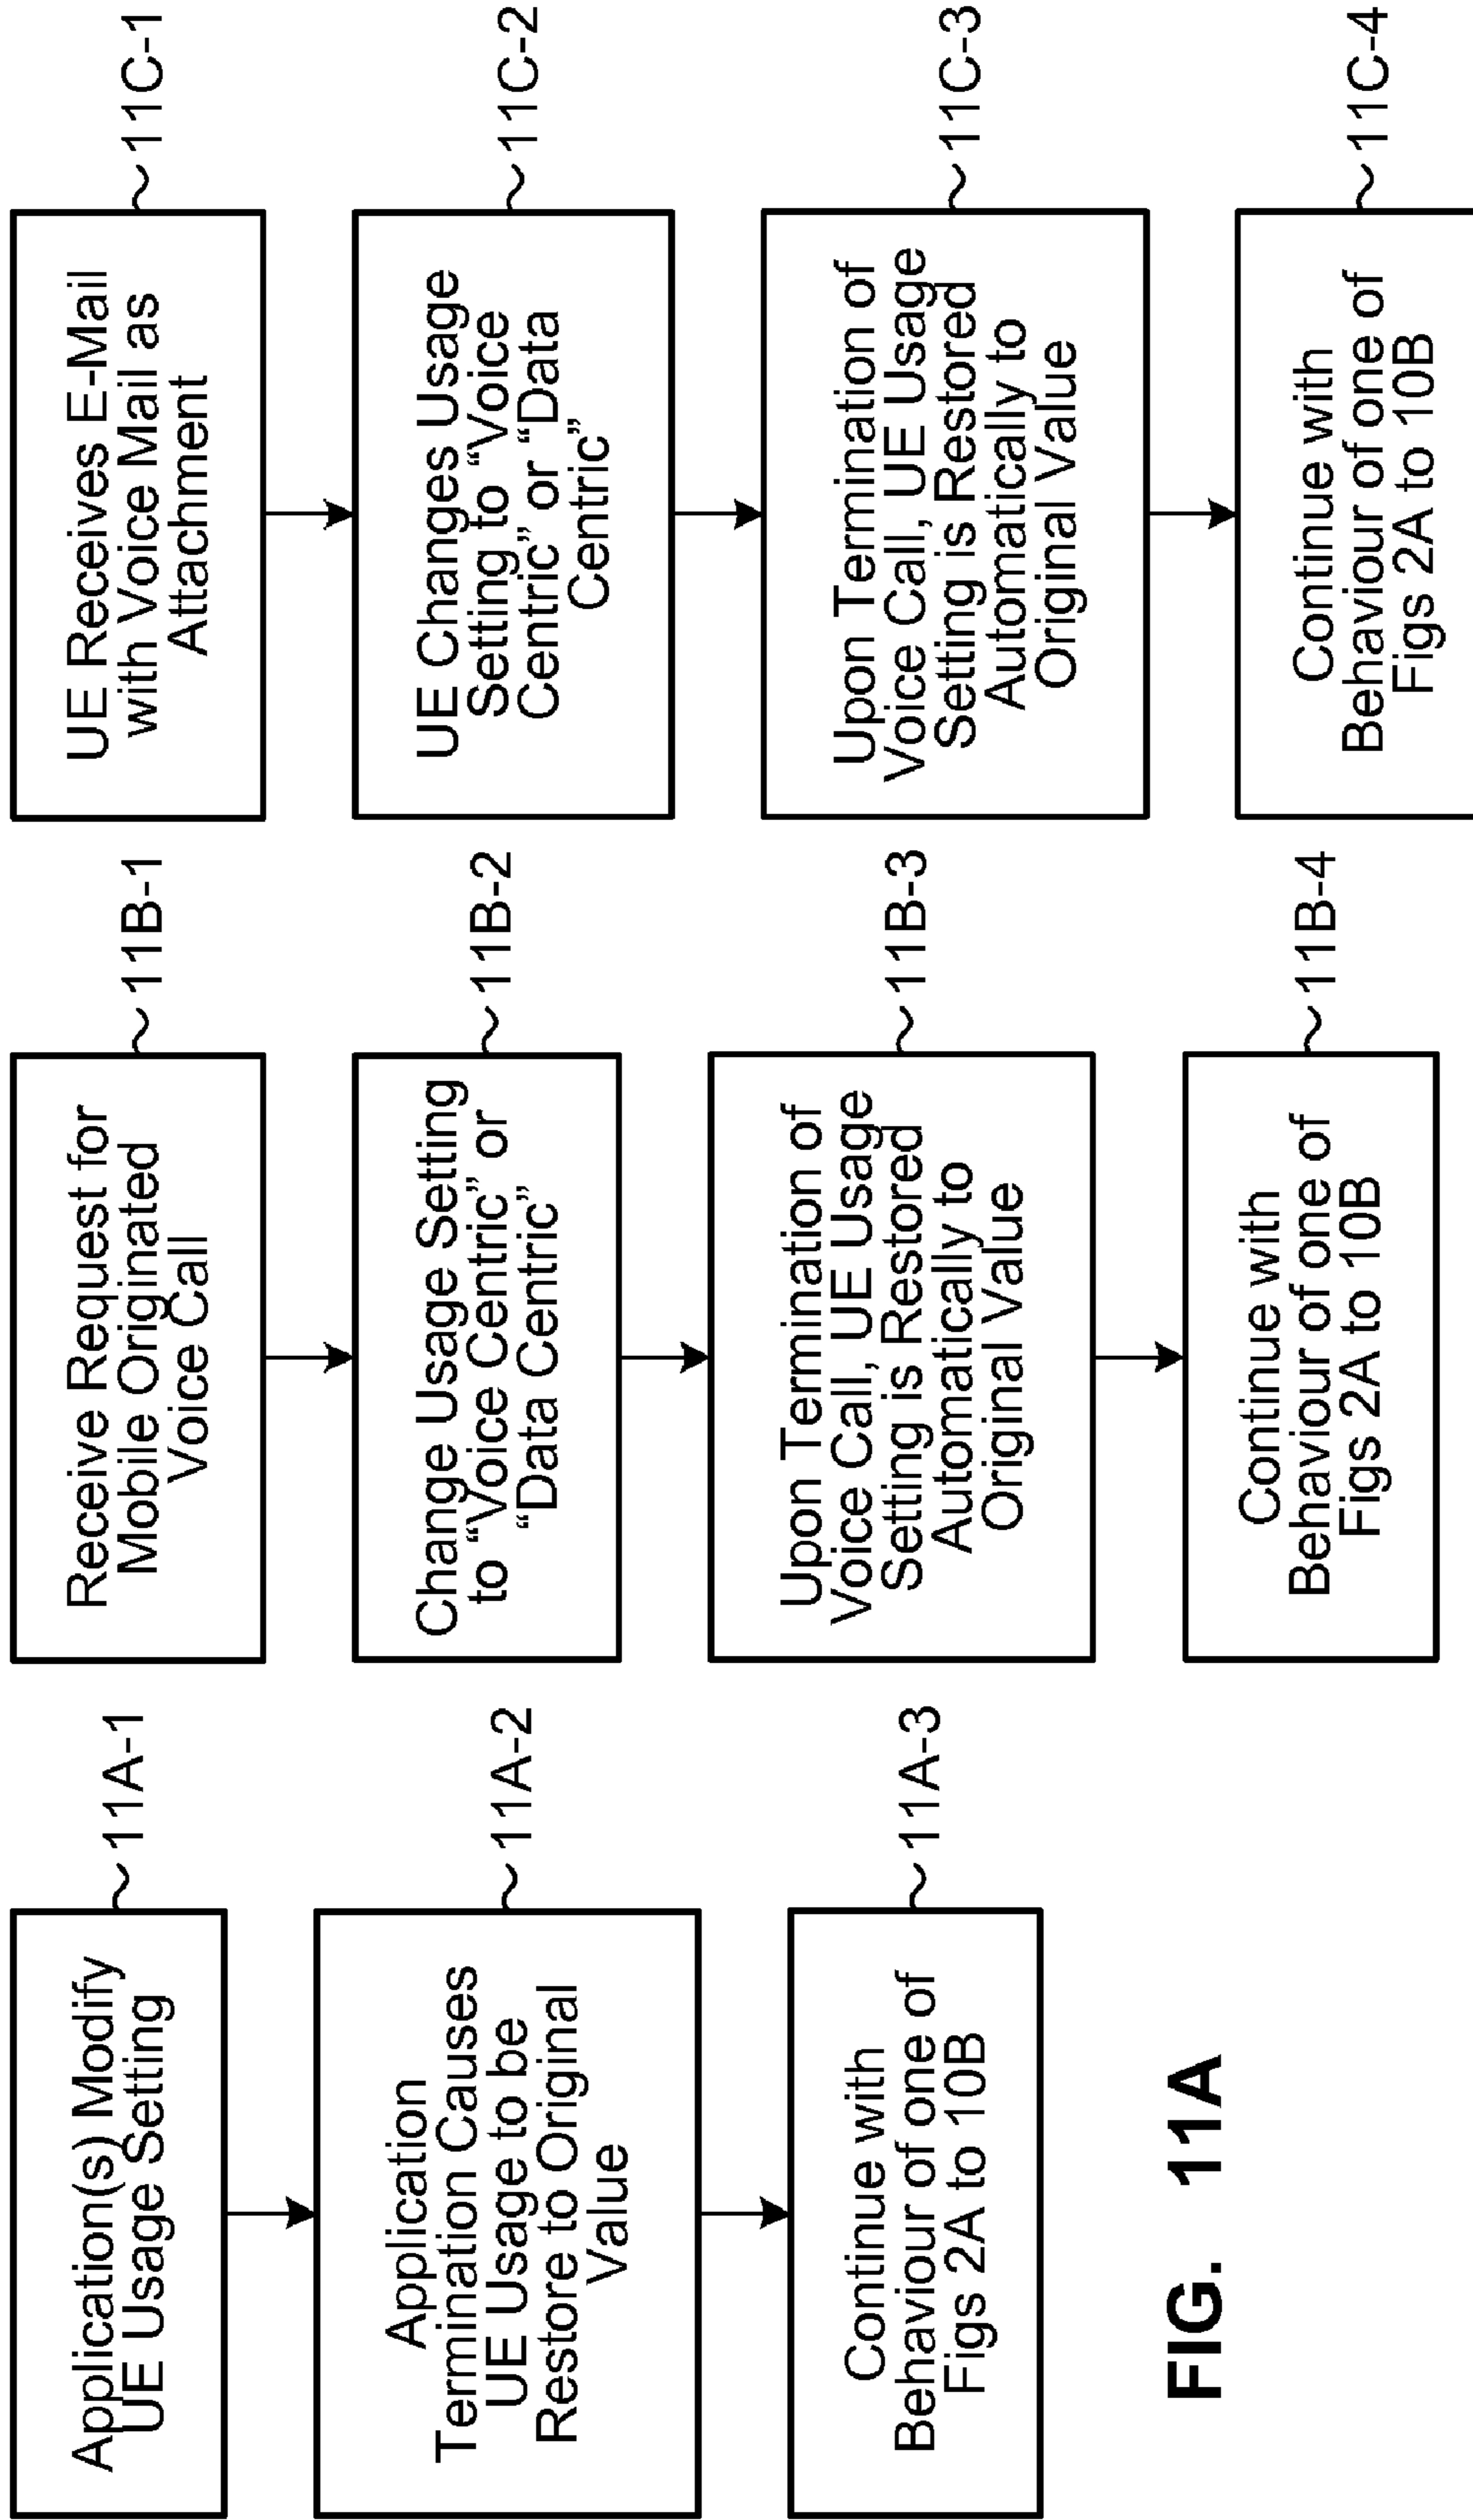 Application(s) Modify
UE Usage Setting
11A-1
Application
Termination Causes
UE Usage to be
Restore to Original
Value
11A-2
Continue with
Behaviour of one of
Figs 2A to 10B
11A-3
FIG. 11A
Receive Request for
Mobile Originated
Voice Call
11B-1
Change Usage Setting
to “Voice Centric” or
“Data Centric”
11B-2
Upon Termination of
Voice Call, UE Usage
Setting is Restored
Automatically to
Original Value
11B-3
Continue with
Behaviour of one of
Figs 2A to 10B
11B-4
UE Receives E-Mail
with Voice Mail as
Attachment
11C-1
UE Changes Usage
Setting to “Voice
Centric” or “Data
Centric”
11C-2
Upon Termination of
Voice Call, UE Usage
Setting is Restored
Automatically to
Original Value
11C-3
Continue with
Behaviour of one of
Figs 2A to 10B
11C-4